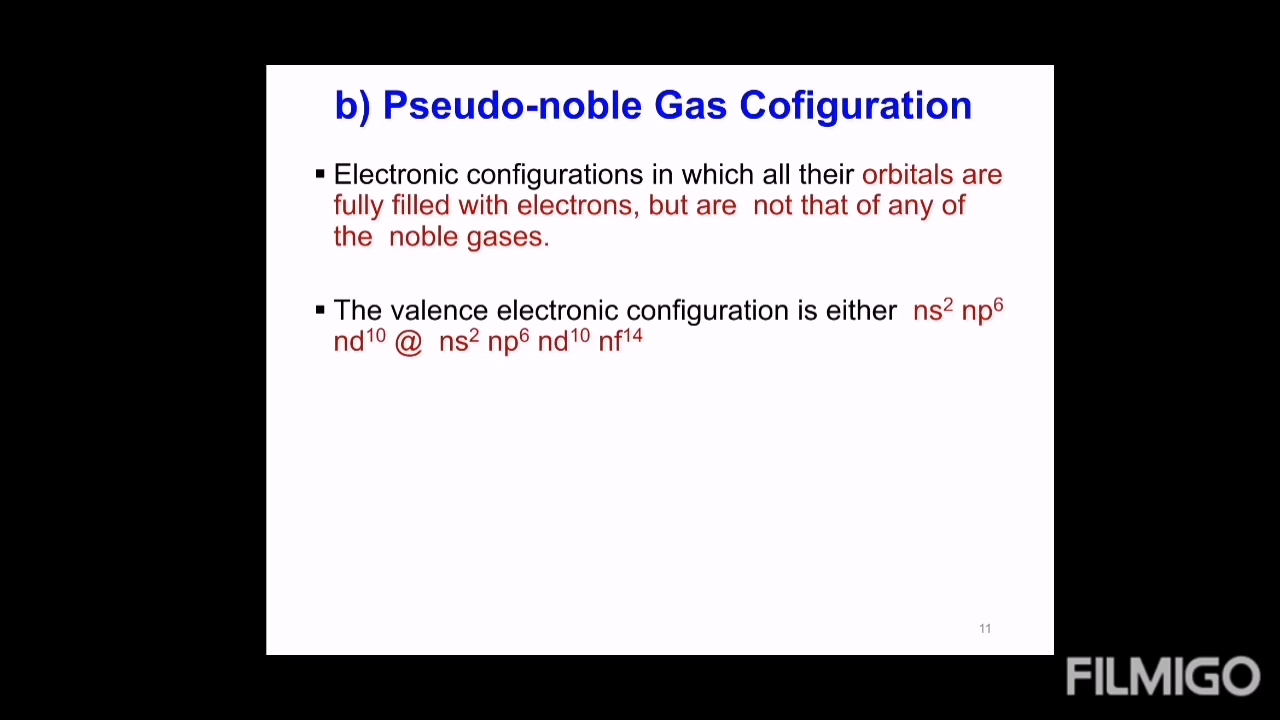 b) Pseudo-noble Gas Cofiguration
▪ Electronic configurations in which all their orbitals are
fully filled with electrons, but are not that of any of
the noble gases.
▪ The valence electronic configuration is either ns² np⁶
nd¹⁰ @ ns² np⁶ nd¹⁰ nf¹⁴
11
FILMIGO